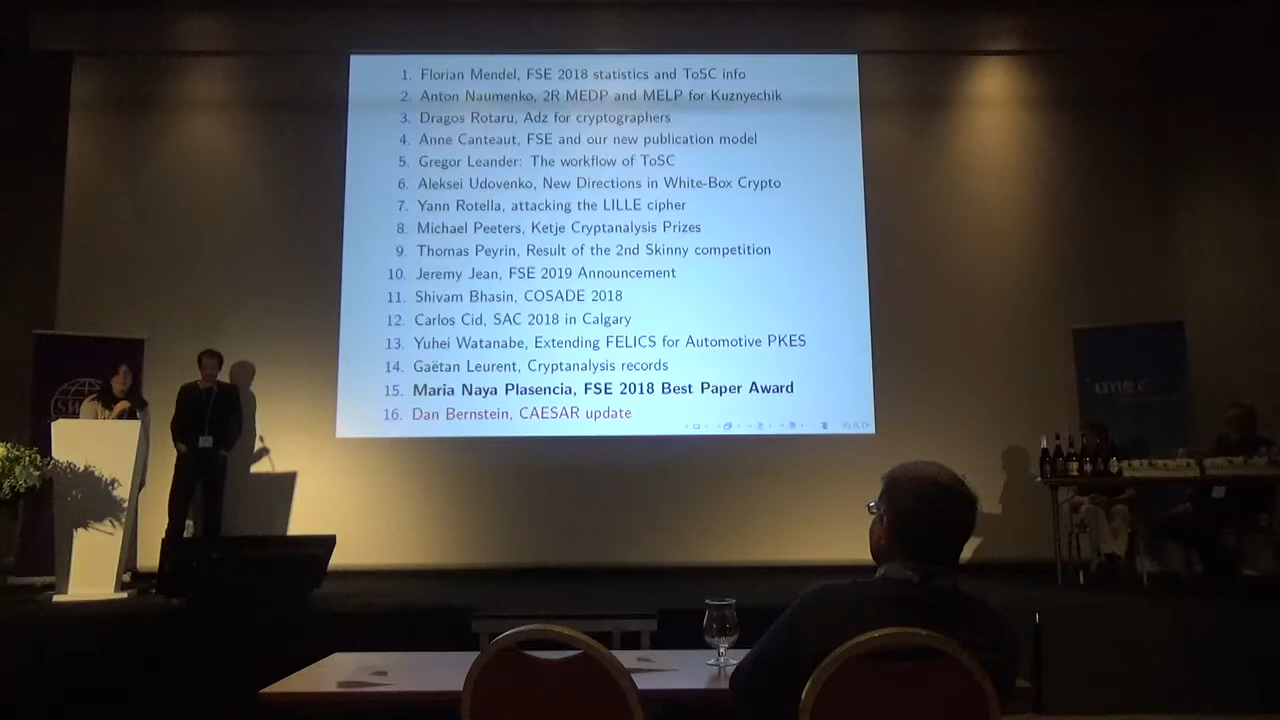 1. Florian Mendel, FSE 2018 statistics and ToSC info
2. Anton Naumenko, 2R MEDP and MELP for Kuznyechik
3. Dragos Rotaru, Adz for cryptographers
4. Anne Canteaut, FSE and our new publication model
5. Gregor Leander: The workflow of ToSC
6. Aleksei Udovenko, New Directions in White-Box Crypto
7. Yann Rotella, attacking the LILLE cipher
8. Michael Peeters, Ketje Cryptanalysis Prizes
9. Thomas Peyrin, Result of the 2nd Skinny competition
10. Jeremy Jean, FSE 2019 Announcement
11. Shivam Bhasin, COSADE 2018
12. Carlos Cid, SAC 2018 in Calgary
13. Yuhei Watanabe, Extending FELICS for Automotive PKES
14. Gaëtan Leurent, Cryptanalysis records
15. Maria Naya Plasencia, FSE 2018 Best Paper Award
16. Dan Bernstein, CAESAR update
imec